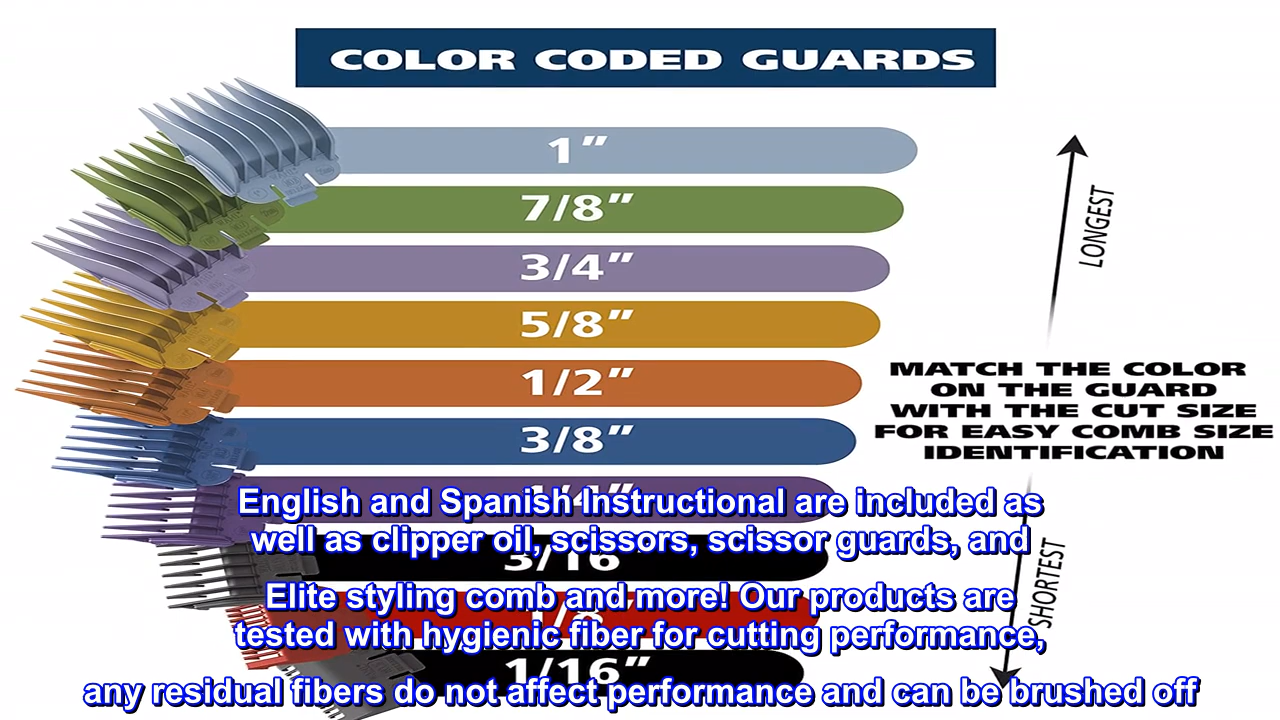 COLOR CODED GUARDS
1”
7/8”
3/4”
5/8”
1/2”
3/8”
1/4”
3/16”
1/8”
1/16”
LONGEST
MATCH THE COLOR
ON THE GUARD
WITH THE CUT SIZE
FOR EASY COMB SIZE
IDENTIFICATION
SHORTEST
English and Spanish Instructional are included as
well as clipper oil, scissors, scissor guards, and
Elite styling comb and more! Our products are
tested with hygienic fiber for cutting performance,
any residual fibers do not affect performance and can be brushed off